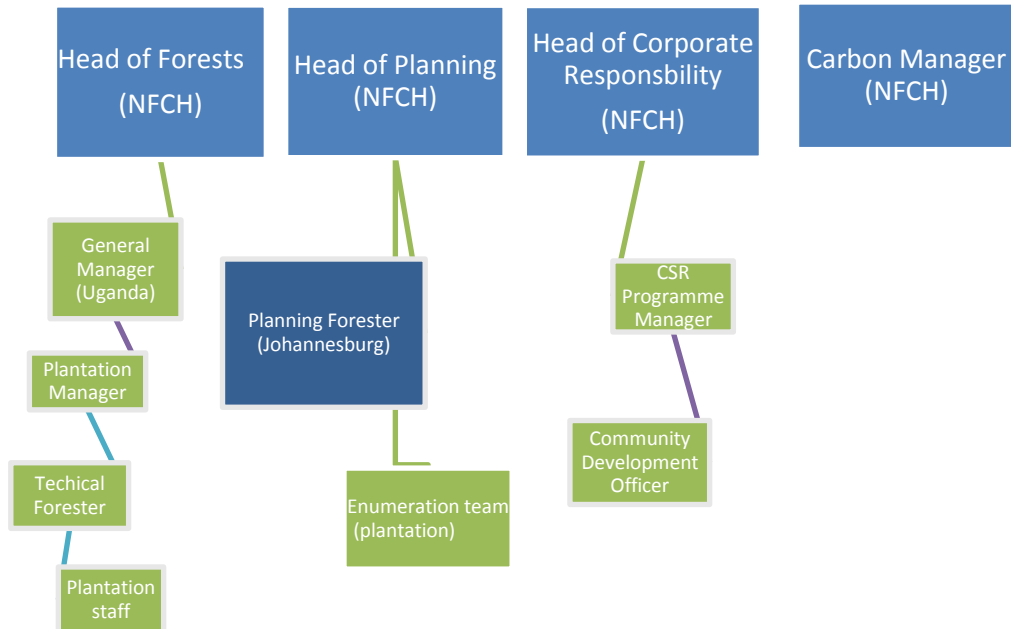 Head of Forests
(NFCH)
Head of Planning
(NFCH)
Head of Corporate
Responsbility
(NFCH)
Carbon Manager
(NFCH)
General
Manager
(Uganda)
Plantation
Manager
Techical
Forester
Plantation
staff
Planning Forester
(Johannesburg)
Enumeration team
(plantation)
CSR
Programme
Manager
Community
Development
Officer